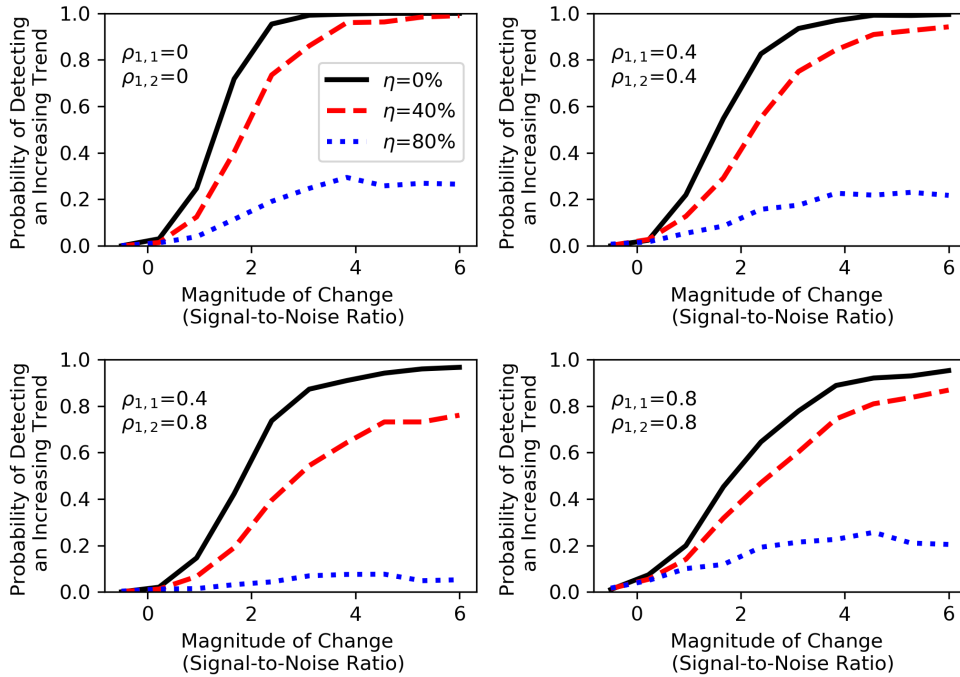 Probability of Detecting
an Increasing Trend
1.0
0.8
0.6
0.4
0.2
0.0
ρ1,1=0
ρ1,2=0
η=0%
η=40%
η=80%
0 2 4 6
Magnitude of Change
(Signal-to-Noise Ratio)
Probability of Detecting
an Increasing Trend
1.0
0.8
0.6
0.4
0.2
0.0
ρ1,1=0.4
ρ1,2=0.4
0 2 4 6
Magnitude of Change
(Signal-to-Noise Ratio)
Probability of Detecting
an Increasing Trend
1.0
0.8
0.6
0.4
0.2
0.0
ρ1,1=0.4
ρ1,2=0.8
0 2 4 6
Magnitude of Change
(Signal-to-Noise Ratio)
Probability of Detecting
an Increasing Trend
1.0
0.8
0.6
0.4
0.2
0.0
ρ1,1=0.8
ρ1,2=0.8
0 2 4 6
Magnitude of Change
(Signal-to-Noise Ratio)